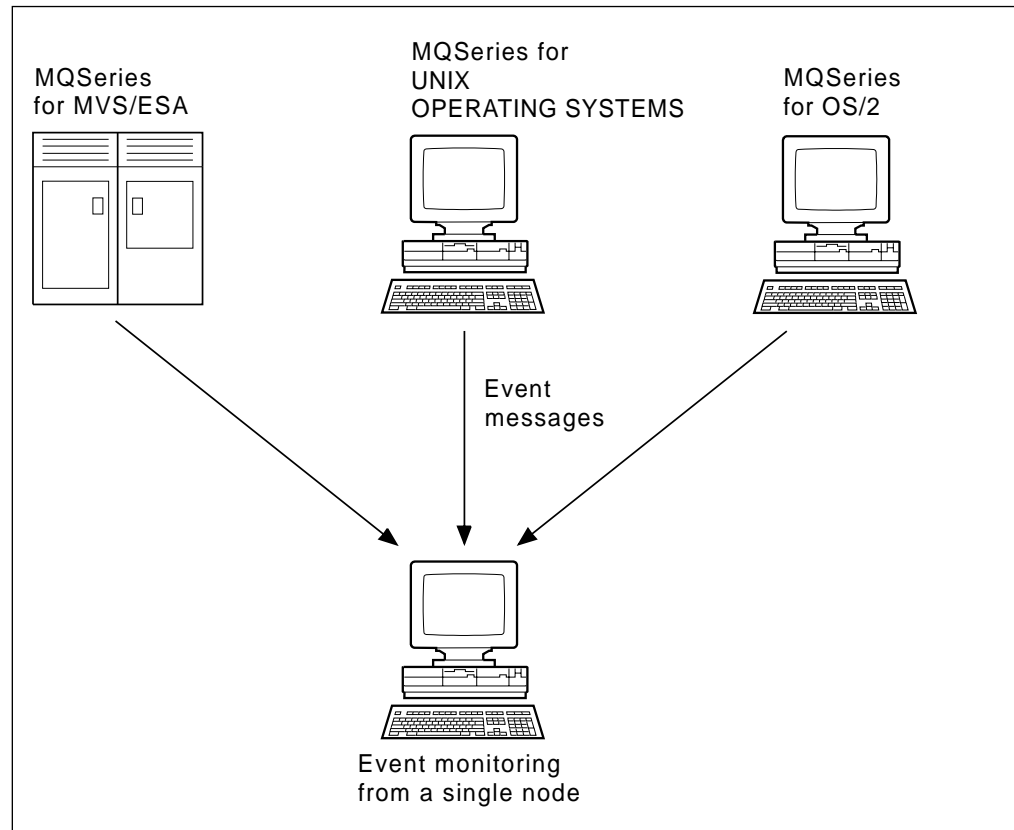 MQSeries
for MVS/ESA
MQSeries for
UNIX
OPERATING SYSTEMS
MQSeries
for OS/2
Event
messages
Event monitoring
from a single node